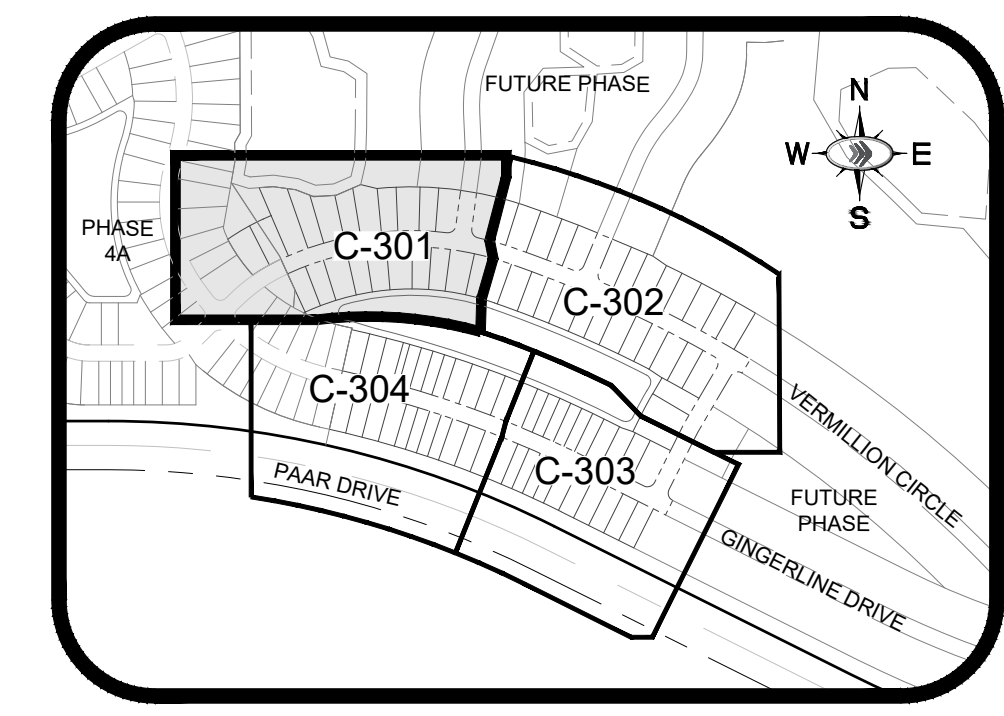 FUTURE PHASE
N
W
E
S
PHASE
4A
C-301
C-302
C-304
C-303
VERMILLION CIRCLE
PAAR DRIVE
FUTURE
PHASE
GINGERLINE DRIVE